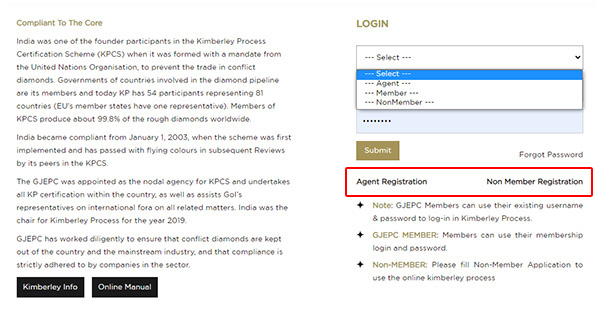 Compliant To The Core
India was one of the founder participants in the Kimberley Process
Certification Scheme (KPCS) when it was formed with a mandate from
the United Nations Organisation, to prevent the trade in conflict
diamonds. Governments of countries involved in the diamond pipeline
are its members and today KP has 54 participants representing 81
countries (EU's member states have one representative). Members of
KPCS produce about 99.8% of the rough diamonds worldwide.
India became compliant from January 1, 2003, when the scheme was first
implemented and has passed with flying colours in subsequent Reviews
by its peers in the KPCS.
The GJEPC was appointed as the nodal agency for KPCS and undertakes
all KP certification within the country, as well as assists GoI's
representatives on international fora on all related matters. India was the
chair for Kimberley Process for the year 2019.
GJEPC has worked diligently to ensure that conflict diamonds are kept
out of the country and the mainstream industry, and that compliance is
strictly adhered to by companies in the sector.
Kimberley Info
Online Manual
LOGIN
--- Select ---
--- Select ---
--- Agent ---
--- Member ---
--- NonMember ---
••••••••
Submit
Forgot Password
Agent Registration
Non Member Registration
Note: GJEPC Members can use their existing username
& password to log-in in Kimberley Process.
GJEPC MEMBER: Members can use their membership
login and password.
Non-MEMBER: Please fill Non-Member Application to
use the online kimberley process